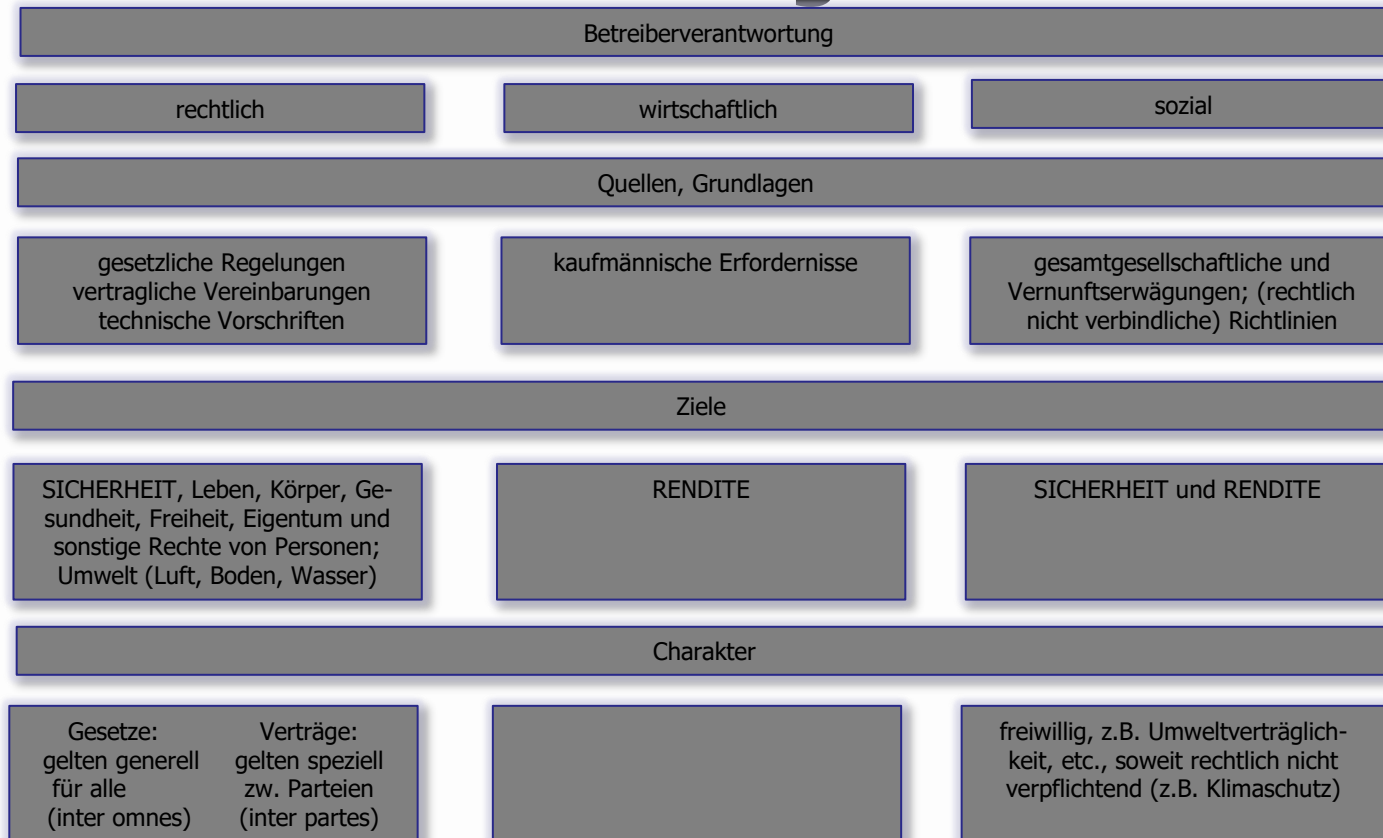 Betreiberverantwortung
rechtlich
wirtschaftlich
sozial
Quellen, Grundlagen
gesetzliche Regelungen
vertragliche Vereinbarungen
technische Vorschriften
kaufmännische Erfordernisse
gesamtgesellschaftliche und
Vernunftserwägungen; (rechtlich
nicht verbindliche) Richtlinien
Ziele
SICHERHEIT, Leben, Körper, Ge-
sundheit, Freiheit, Eigentum und
sonstige Rechte von Personen;
Umwelt (Luft, Boden, Wasser)
RENDITE
SICHERHEIT und RENDITE
Charakter
Gesetze:
gelten generell
für alle
(inter omnes)
Verträge:
gelten speziell
zw. Parteien
(inter partes)
freiwillig, z.B. Umweltverträglich-
keit, etc., soweit rechtlich nicht
verpflichtend (z.B. Klimaschutz)